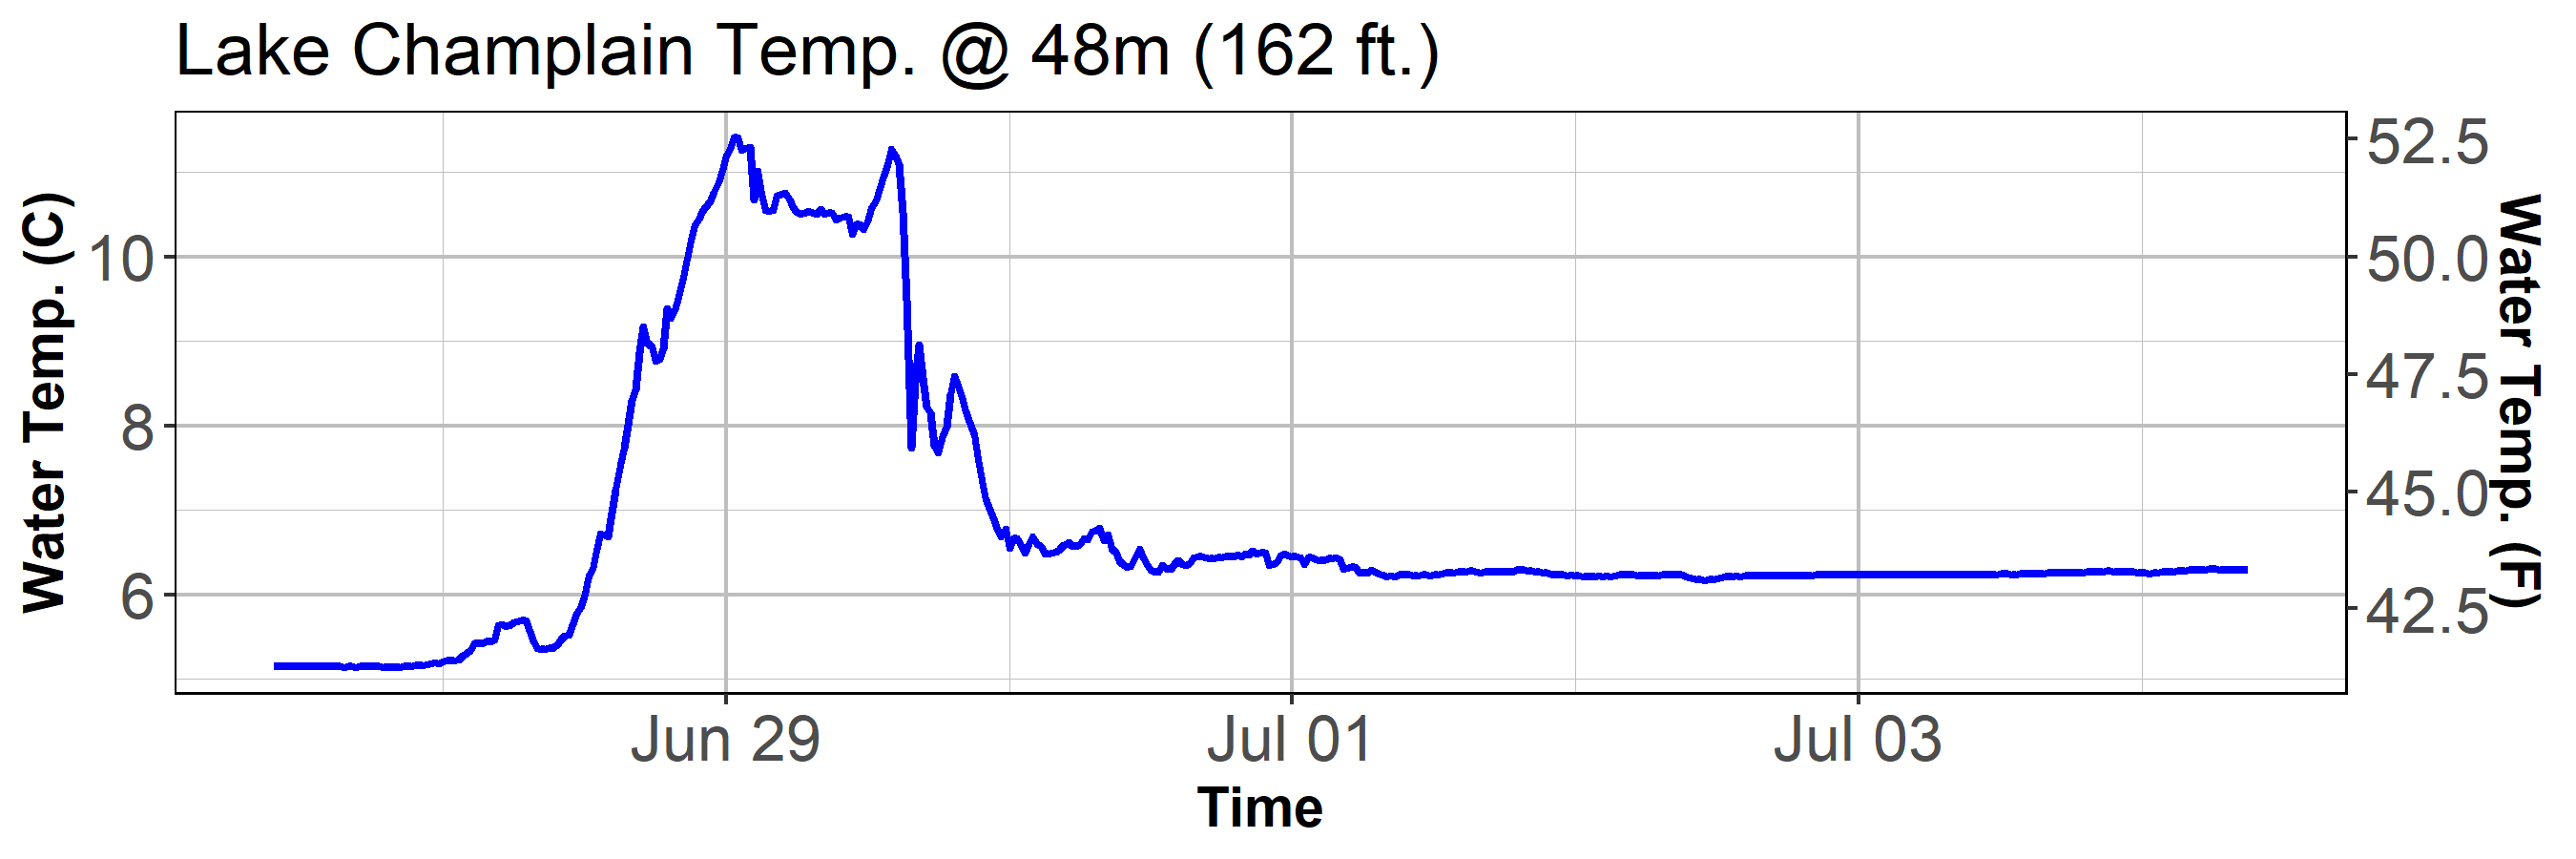 Lake Champlain Temp. @ 48m (162 ft.)
Water Temp. (C)
10
8
6
52.5
50.0
47.5
45.0
42.5
Water Temp. (F)
Jun 29
Jul 01
Jul 03
Time